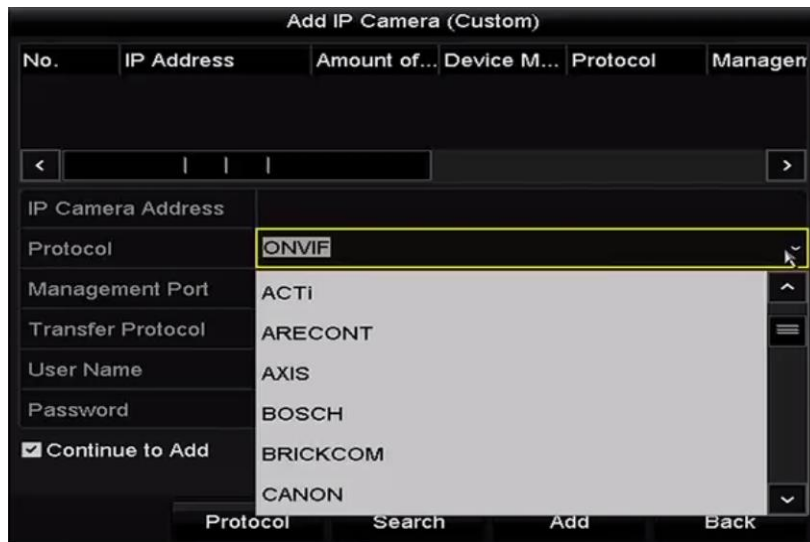 Add IP Camera (Custom)
No. IP Address Amount of... Device M... Protocol Managem
IP Camera Address
Protocol ONVIF
Management Port ACTi
Transfer Protocol ARECONT
User Name AXIS
Password BOSCH
Continue to Add BRICKCOM
CANON
Protocol Search Add Back